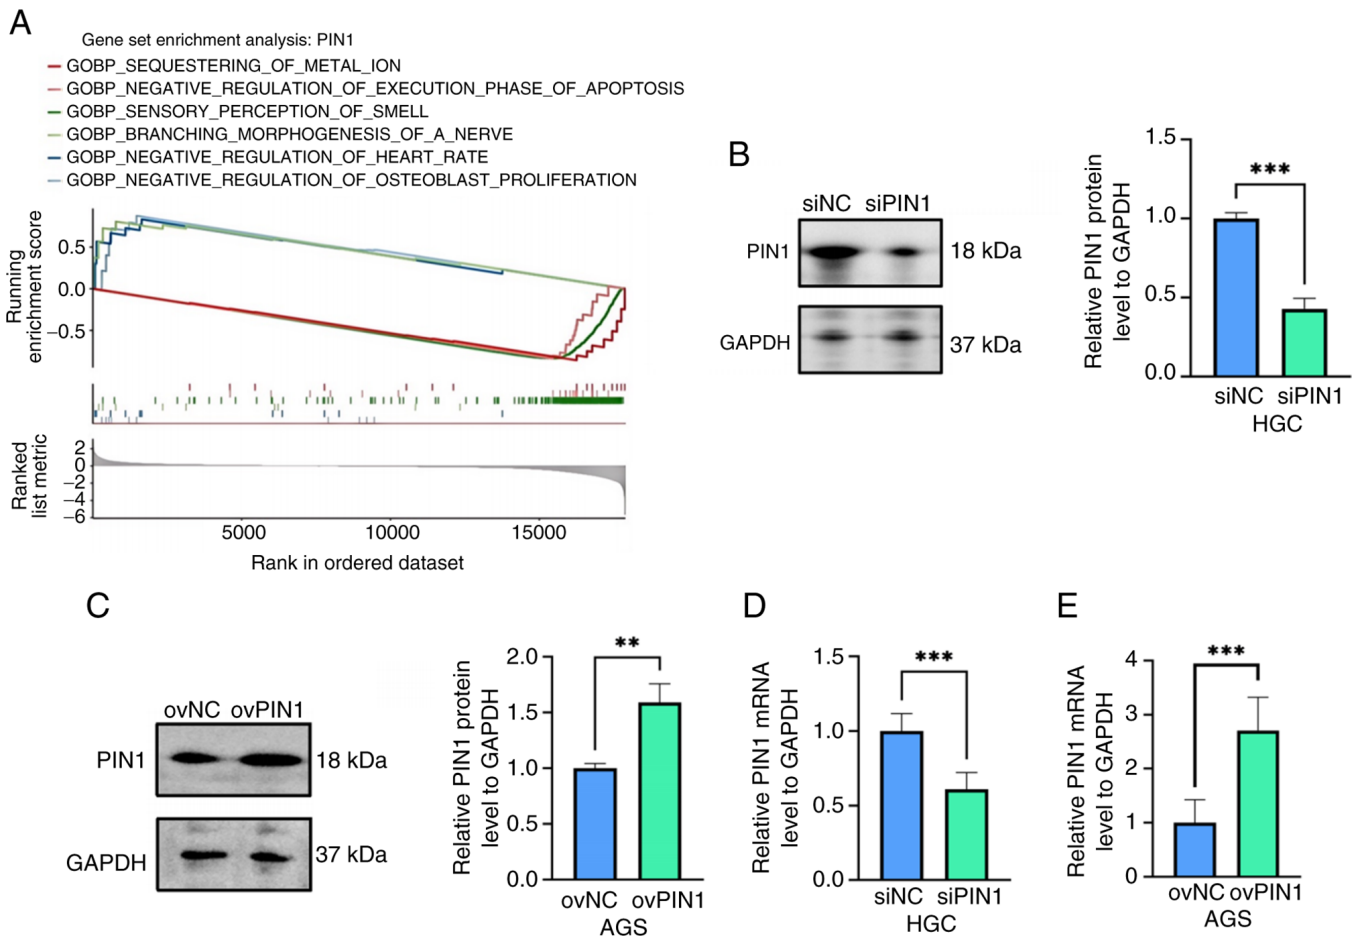 A
Gene set enrichment analysis: PIN1
GOBP_SEQUESTERING_OF_METAL_ION
GOBP_NEGATIVE_REGULATION_OF_EXECUTION_PHASE_OF_APOPTOSIS
GOBP_SENSORY_PERCEPTION_OF_SMELL
GOBP_BRANCHING_MORPHOGENESIS_OF_A_NERVE
GOBP_NEGATIVE_REGULATION_OF_HEART_RATE
GOBP_NEGATIVE_REGULATION_OF_OSTEOBLAST_PROLIFERATION
Running
enrichment score
0.5
0.0
−0.5
Ranked
list metric
2
0
−2
−4
−6
5000 10000 15000
Rank in ordered dataset
B
siNC siPIN1
PIN1 18 kDa
GAPDH 37 kDa
Relative PIN1 protein
level to GAPDH
1.5
1.0
0.5
0.0
***
siNC siPIN1
HGC
C
ovNC ovPIN1
PIN1 18 kDa
GAPDH 37 kDa
Relative PIN1 protein
level to GAPDH
2.0
1.5
1.0
0.5
0.0
**
ovNC ovPIN1
AGS
D
Relative PIN1 mRNA
level to GAPDH
1.5
1.0
0.5
0.0
***
siNC siPIN1
HGC
E
Relative PIN1 mRNA
level to GAPDH
4
3
2
1
0
***
ovNC ovPIN1
AGS